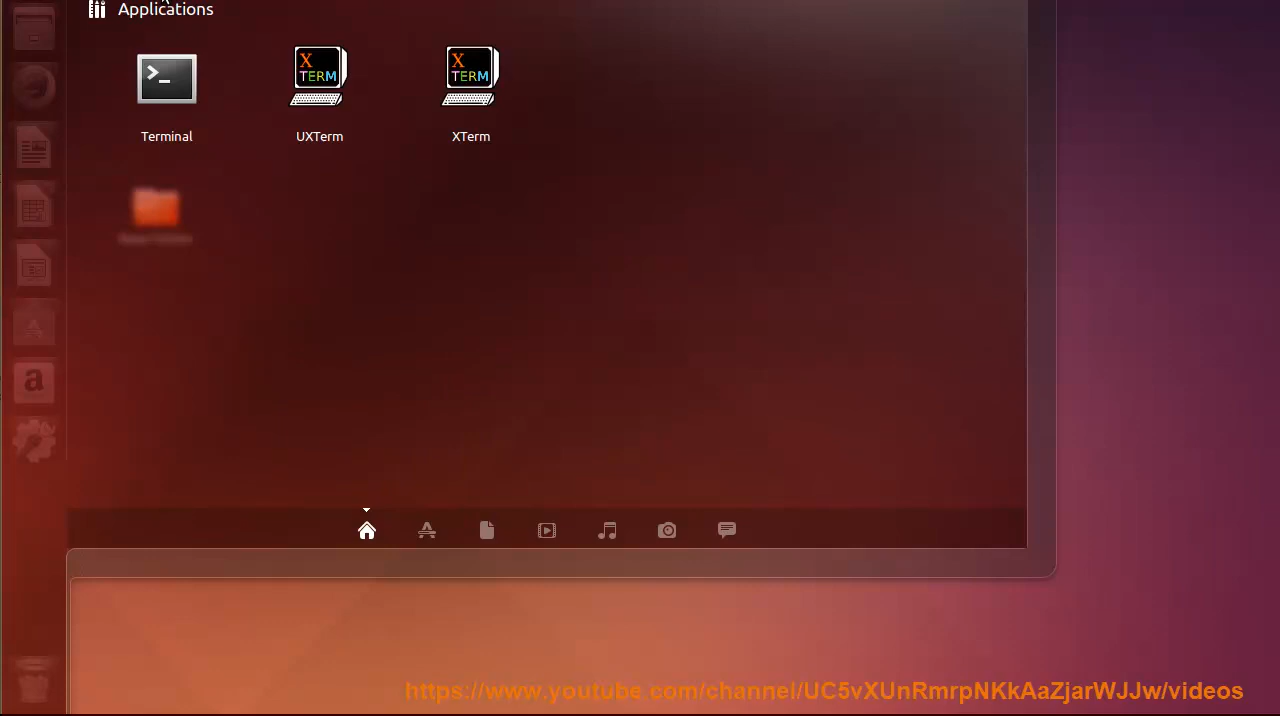 Applications
>_
X
TERM
X
TERM
Terminal
UXTerm
XTerm
a
https://www.youtube.com/channel/UC5vXUnRmrpNKkAaZjarWJJw/videos